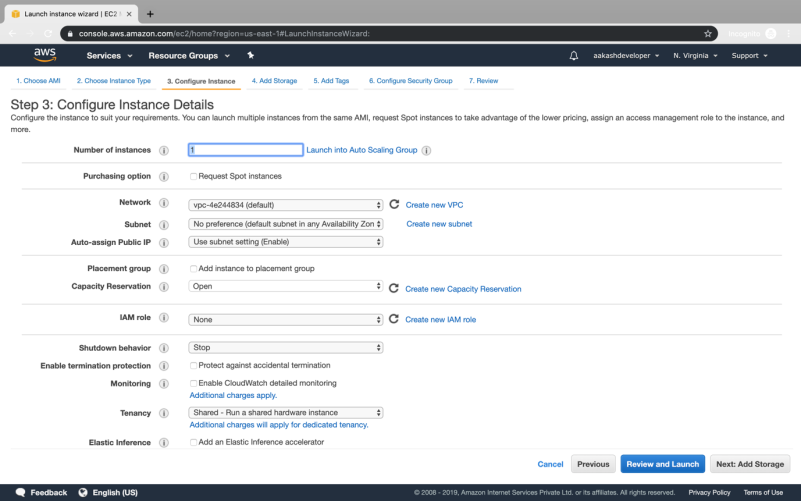 Launch instance wizard | EC2
console.aws.amazon.com/ec2/home?region=us-east-1#LaunchInstanceWizard:
Incognito
aws
Services
Resource Groups
aakashdeveloper
N. Virginia
Support
1. Choose AMI
2. Choose Instance Type
3. Configure Instance
4. Add Storage
5. Add Tags
6. Configure Security Group
7. Review
Step 3: Configure Instance Details
Configure the instance to suit your requirements. You can launch multiple instances from the same AMI, request Spot instances to take advantage of the lower pricing, assign an access management role to the instance, and
more.
Number of instances
1
Launch into Auto Scaling Group
Purchasing option
Request Spot instances
Network
vpc-4e244834 (default)
Create new VPC
Subnet
No preference (default subnet in any Availability Zon
Create new subnet
Auto-assign Public IP
Use subnet setting (Enable)
Placement group
Add instance to placement group
Capacity Reservation
Open
Create new Capacity Reservation
IAM role
None
Create new IAM role
Shutdown behavior
Stop
Enable termination protection
Protect against accidental termination
Monitoring
Enable CloudWatch detailed monitoring
Additional charges apply.
Tenancy
Shared - Run a shared hardware instance
Additional charges will apply for dedicated tenancy.
Elastic Inference
Add an Elastic Inference accelerator
Cancel
Previous
Review and Launch
Next: Add Storage
Feedback
English (US)
© 2008 - 2019, Amazon Internet Services Private Ltd. or its affiliates. All rights reserved.
Privacy Policy
Terms of Use